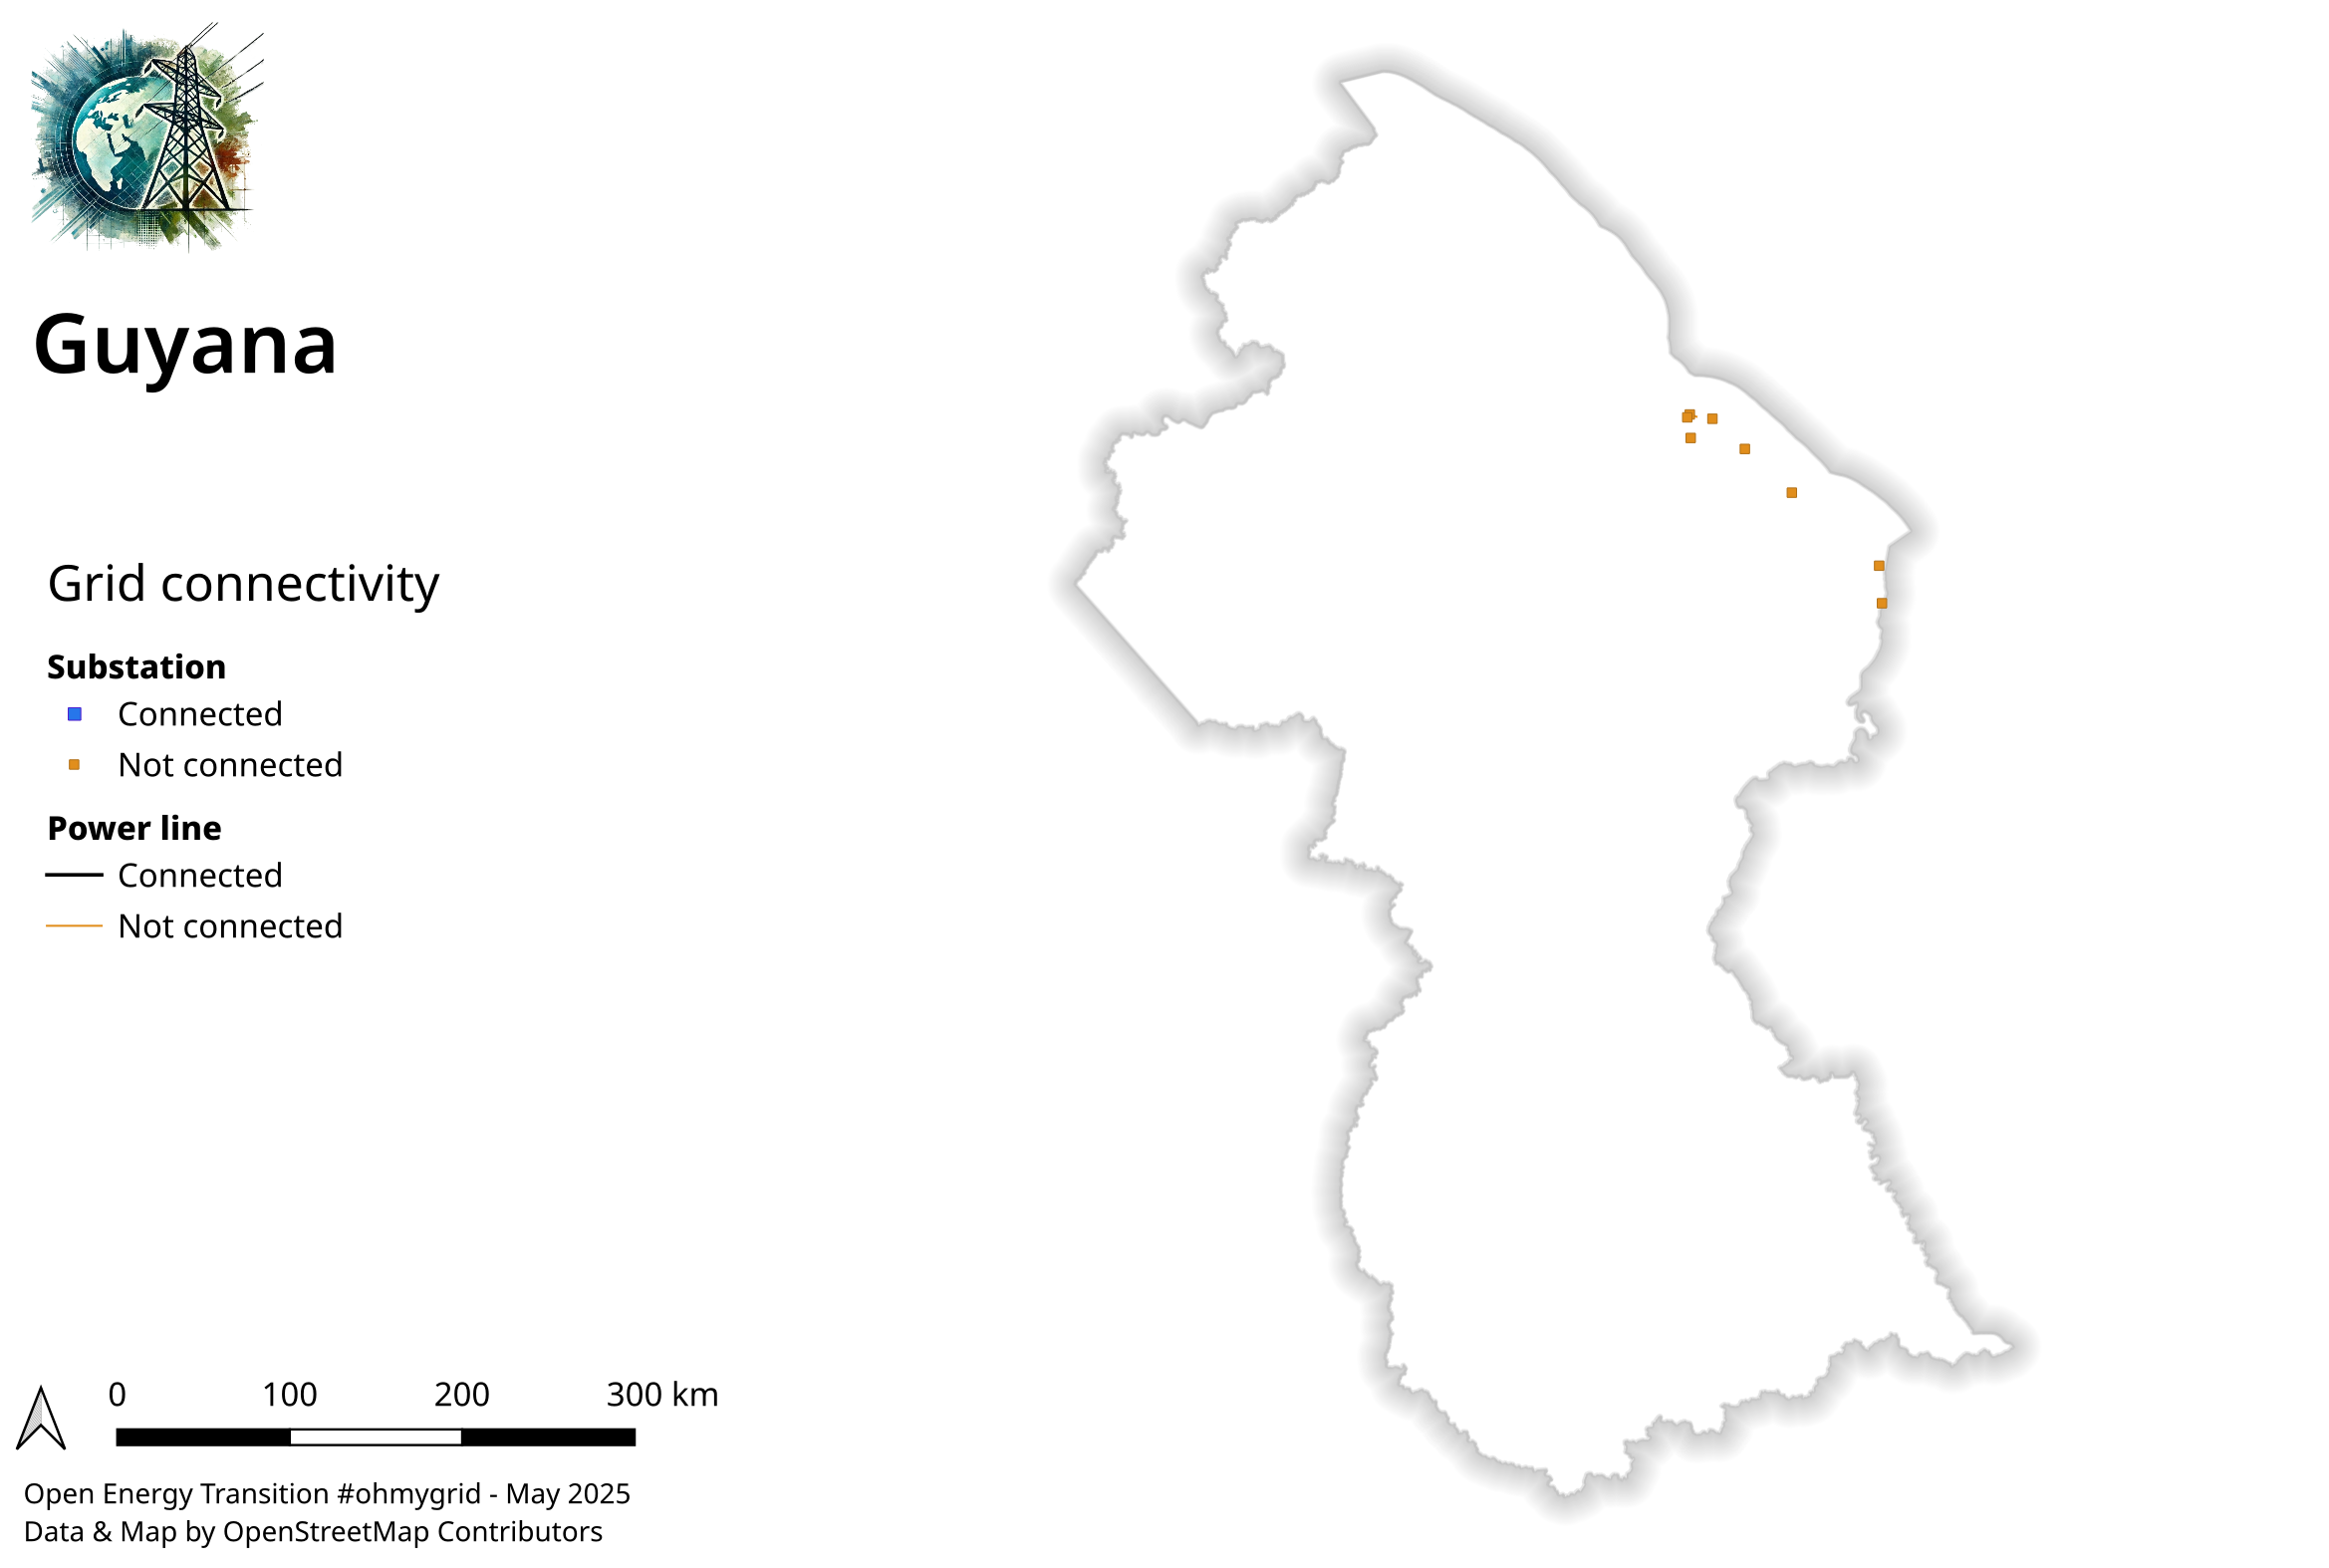 Guyana
Grid connectivity
Substation
Connected
Not connected
Power line
Connected
Not connected
0 100 200 300 km
Open Energy Transition #ohmygrid - May 2025
Data & Map by OpenStreetMap Contributors